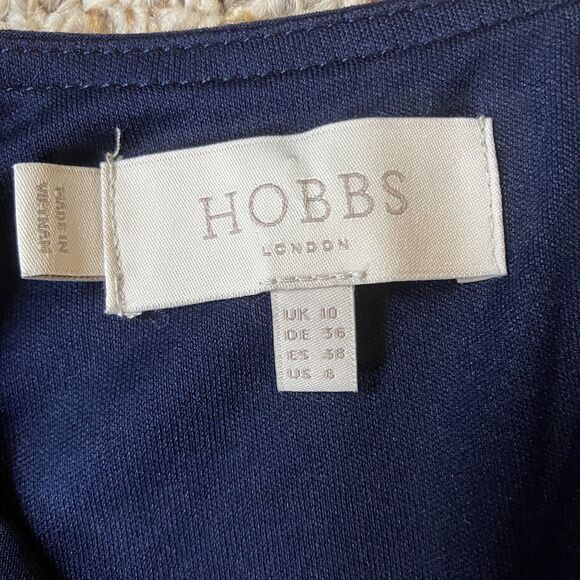 MADE IN
VIETNAM
HOBBS
LONDON
UK 10
DE 36
ES 38
US 6